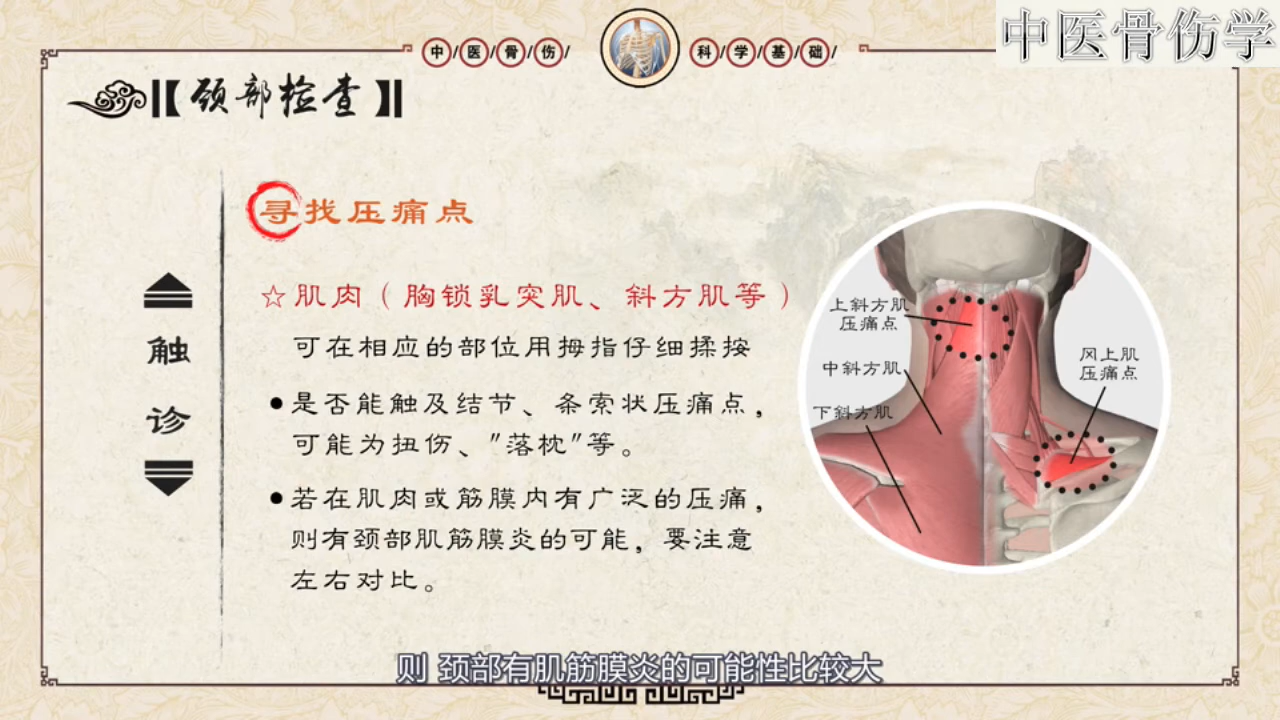 中医骨伤学
中/医/骨/伤/ 科/学/基/础/
【颈部检查】
寻找压痛点
触诊
☆肌肉（胸锁乳突肌、斜方肌等）
可在相应的部位用拇指仔细揉按
●是否能触及结节、条索状压痛点，
可能为扭伤、"落枕"等。
●若在肌肉或筋膜内有广泛的压痛，
则有颈部肌筋膜炎的可能，要注意
左右对比。
上斜方肌
压痛点
中斜方肌
下斜方肌
冈上肌
压痛点
则 颈部有肌筋膜炎的可能性比较大